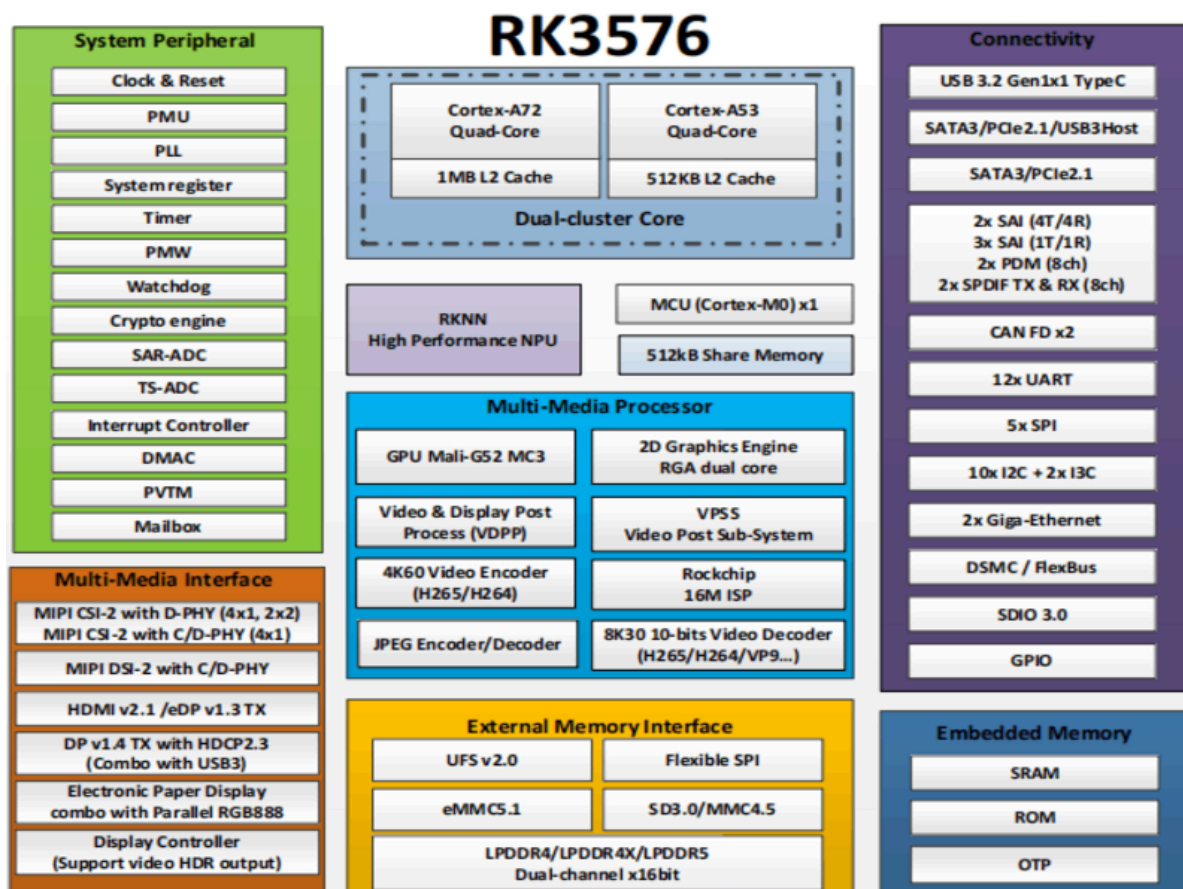 RK3576
System Peripheral
Clock & Reset
PMU
PLL
System register
Timer
PMW
Watchdog
Crypto engine
SAR-ADC
TS-ADC
Interrupt Controller
DMAC
PVTM
Mailbox
Multi-Media Interface
MIPI CSI-2 with D-PHY (4x1, 2x2)
MIPI CSI-2 with C/D-PHY (4x1)
MIPI DSI-2 with C/D-PHY
HDMI v2.1 /eDP v1.3 TX
DP v1.4 TX with HDCP2.3
(Combo with USB3)
Electronic Paper Display
combo with Parallel RGB888
Display Controller
(Support video HDR output)
Cortex-A72
Quad-Core
1MB L2 Cache
Cortex-A53
Quad-Core
512KB L2 Cache
Dual-cluster Core
RKNN
High Performance NPU
MCU (Cortex-M0) x1
512kB Share Memory
Multi-Media Processor
GPU Mali-G52 MC3
2D Graphics Engine
RGA dual core
Video & Display Post
Process (VDPP)
VPSS
Video Post Sub-System
4K60 Video Encoder
(H265/H264)
Rockchip
16M ISP
JPEG Encoder/Decoder
8K30 10-bits Video Decoder
(H265/H264/VP9...)
External Memory Interface
UFS v2.0
Flexible SPI
eMMC5.1
SD3.0/MMC4.5
LPDDR4/LPDDR4X/LPDDR5
Dual-channel x16bit
Connectivity
USB 3.2 Gen1x1 TypeC
SATA3/PCIe2.1/USB3Host
SATA3/PCIe2.1
2x SAI (4T/4R)
3x SAI (1T/1R)
2x PDM (8ch)
2x SPDIF TX & RX (8ch)
CAN FD x2
12x UART
5x SPI
10x I2C + 2x I3C
2x Giga-Ethernet
DSMC / FlexBus
SDIO 3.0
GPIO
Embedded Memory
SRAM
ROM
OTP